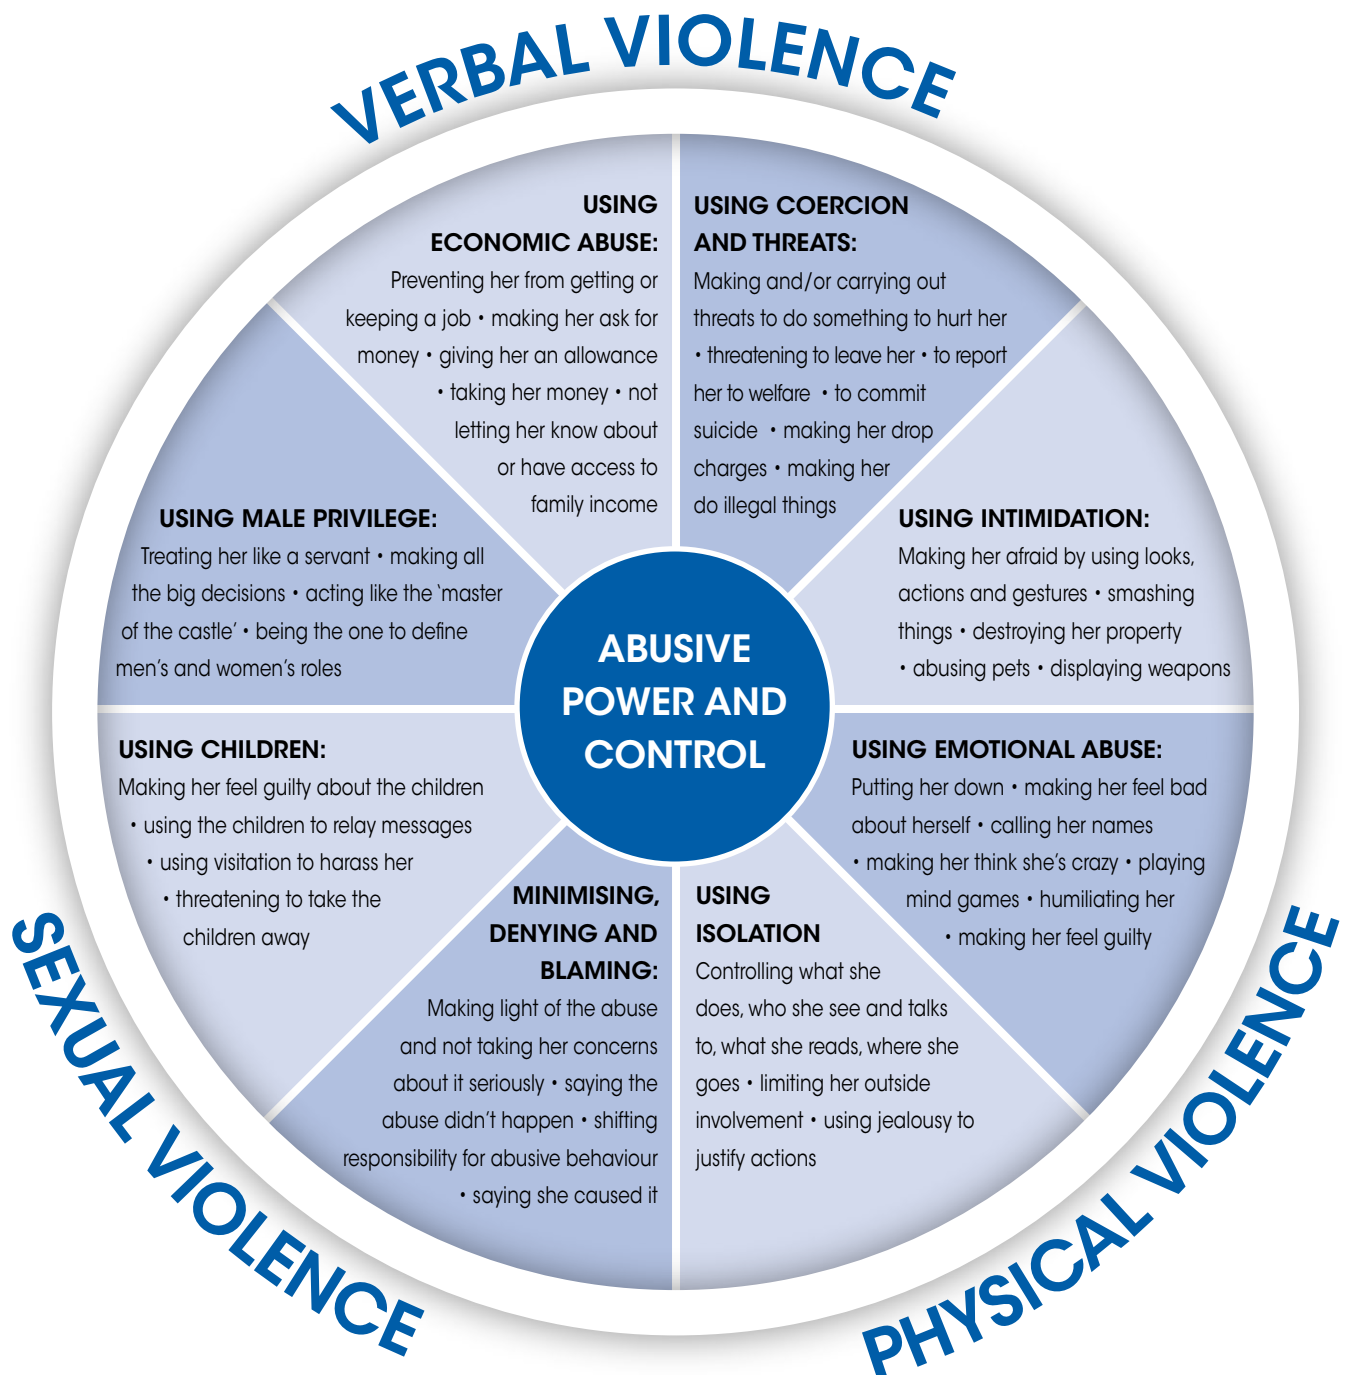 VERBAL VIOLENCE
USING
ECONOMIC ABUSE:
Preventing her from getting or
keeping a job • making her ask for
money • giving her an allowance
• taking her money • not
letting her know about
or have access to
family income
USING COERCION
AND THREATS:
Making and/or carrying out
threats to do something to hurt her
• threatening to leave her • to report
her to welfare • to commit
suicide • making her drop
charges • making her
do illegal things
USING MALE PRIVILEGE:
Treating her like a servant • making all
the big decisions • acting like the ‘master
of the castle’ • being the one to define
men’s and women’s roles
USING INTIMIDATION:
Making her afraid by using looks,
actions and gestures • smashing
things • destroying her property
• abusing pets • displaying weapons
ABUSIVE
POWER AND
CONTROL
USING CHILDREN:
Making her feel guilty about the children
• using the children to relay messages
• using visitation to harass her
• threatening to take the
children away
USING EMOTIONAL ABUSE:
Putting her down • making her feel bad
about herself • calling her names
• making her think she’s crazy • playing
mind games • humiliating her
• making her feel guilty
MINIMISING,
DENYING AND
BLAMING:
Making light of the abuse
and not taking her concerns
about it seriously • saying the
abuse didn’t happen • shifting
responsibility for abusive behaviour
• saying she caused it
USING
ISOLATION
Controlling what she
does, who she see and talks
to, what she reads, where she
goes • limiting her outside
involvement • using jealousy to
justify actions
SEXUAL VIOLENCE
PHYSICAL VIOLENCE